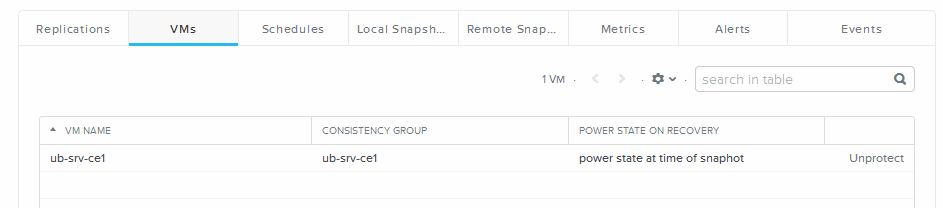 Replications VMs Schedules Local Snapsh... Remote Snap... Metrics Alerts Events
1 VM · · · search in table
VM NAME CONSISTENCY GROUP POWER STATE ON RECOVERY
ub-srv-ce1 ub-srv-ce1 power state at time of snaphot Unprotect